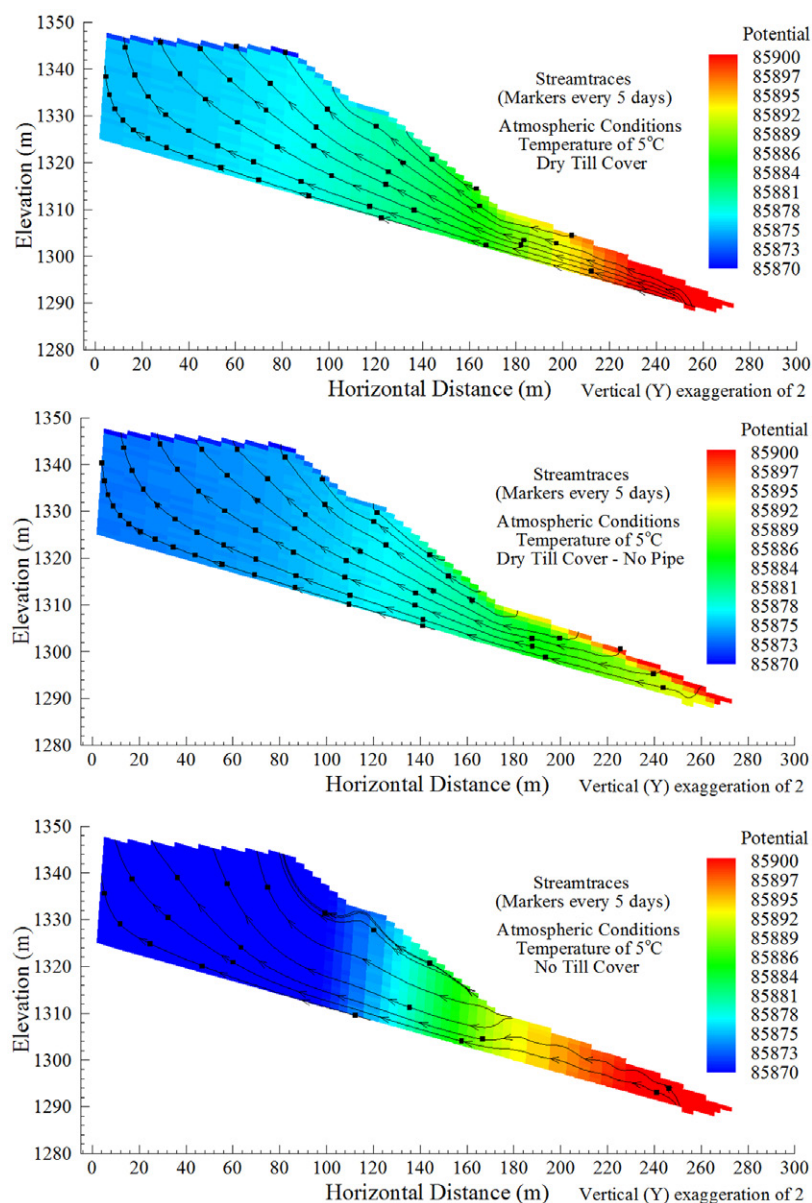 1350
1340
1330
1320
1310
1300
1290
1280
Elevation (m)
0 20 40 60 80 100 120 140 160 180 200 220 240 260 280 300
Horizontal Distance (m)
Vertical (Y) exaggeration of 2
Streamtraces
(Markers every 5 days)
Atmospheric Conditions
Temperature of 5°C
Dry Till Cover
Potential
85900
85897
85895
85892
85889
85886
85884
85881
85878
85875
85873
85870
1350
1340
1330
1320
1310
1300
1290
1280
Elevation (m)
0 20 40 60 80 100 120 140 160 180 200 220 240 260 280 300
Horizontal Distance (m)
Vertical (Y) exaggeration of 2
Streamtraces
(Markers every 5 days)
Atmospheric Conditions
Temperature of 5°C
Dry Till Cover - No Pipe
Potential
85900
85897
85895
85892
85889
85886
85884
85881
85878
85875
85873
85870
1350
1340
1330
1320
1310
1300
1290
1280
Elevation (m)
0 20 40 60 80 100 120 140 160 180 200 220 240 260 280 300
Horizontal Distance (m)
Vertical (Y) exaggeration of 2
Streamtraces
(Markers every 5 days)
Atmospheric Conditions
Temperature of 5°C
No Till Cover
Potential
85900
85897
85895
85892
85889
85886
85884
85881
85878
85875
85873
85870